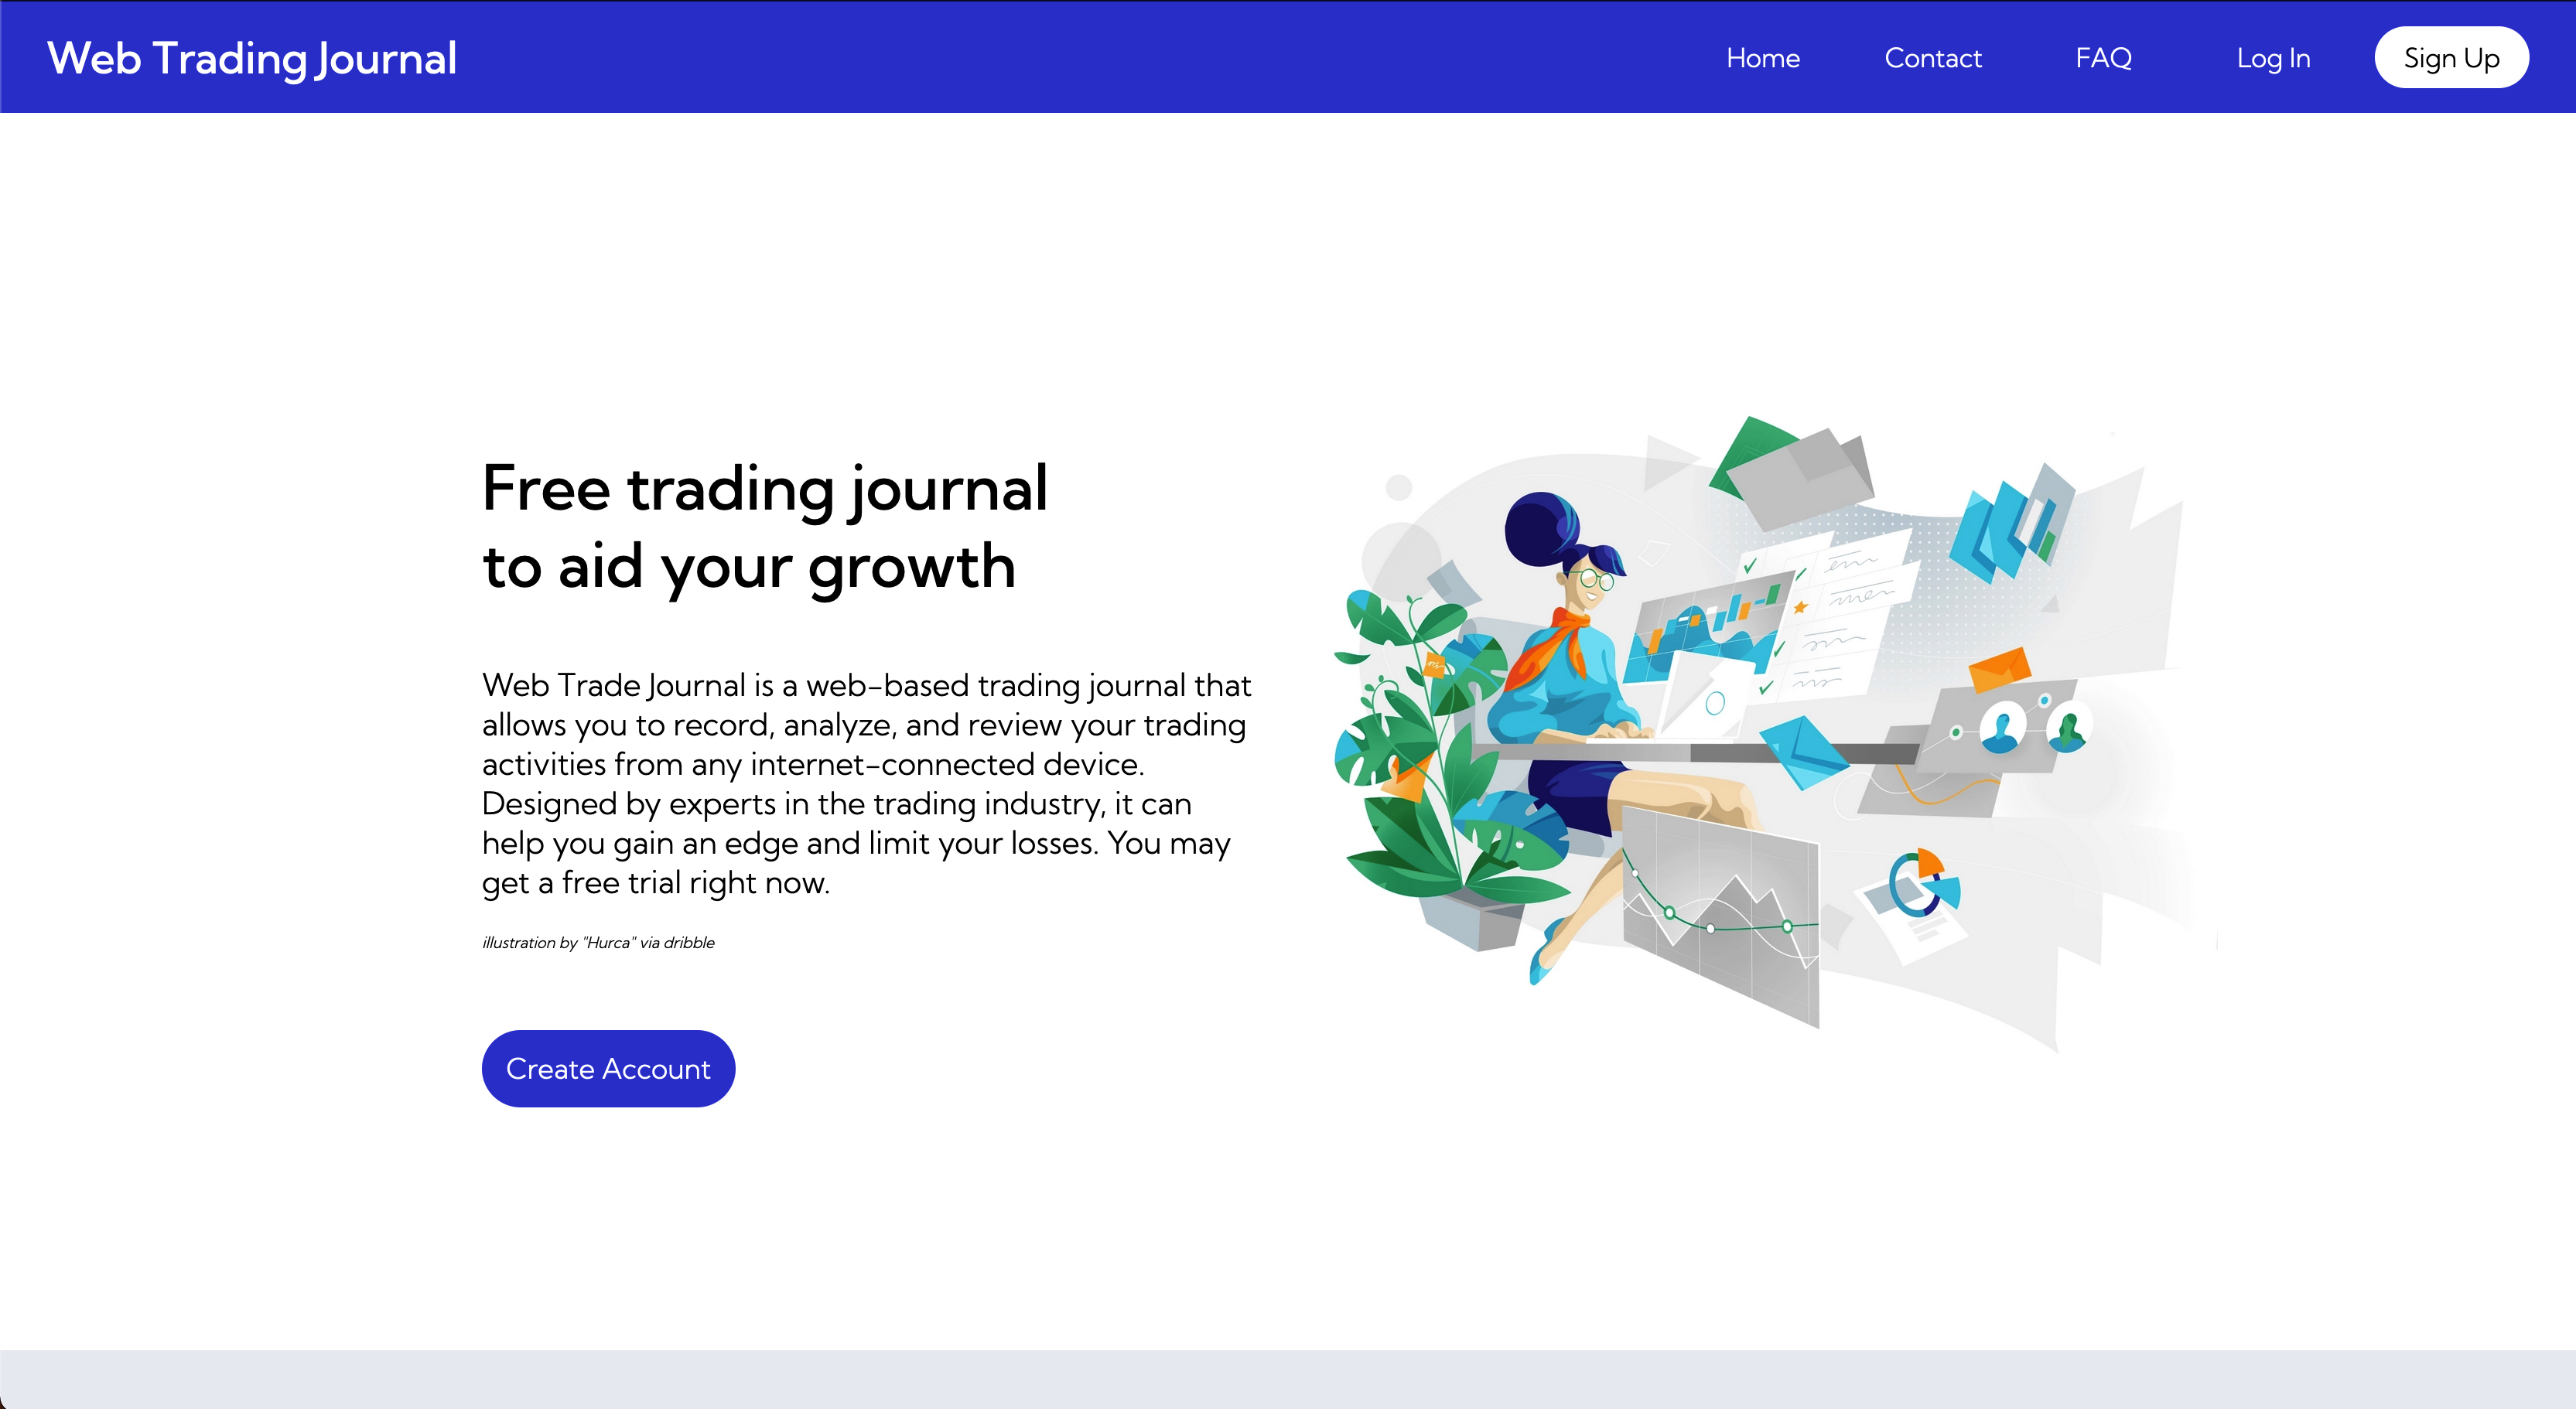 Web Trading Journal
Home Contact FAQ Log In Sign Up
Free trading journal
to aid your growth
Web Trade Journal is a web-based trading journal that
allows you to record, analyze, and review your trading
activities from any internet-connected device.
Designed by experts in the trading industry, it can
help you gain an edge and limit your losses. You may
get a free trial right now.
illustration by "Hurca" via dribble
Create Account